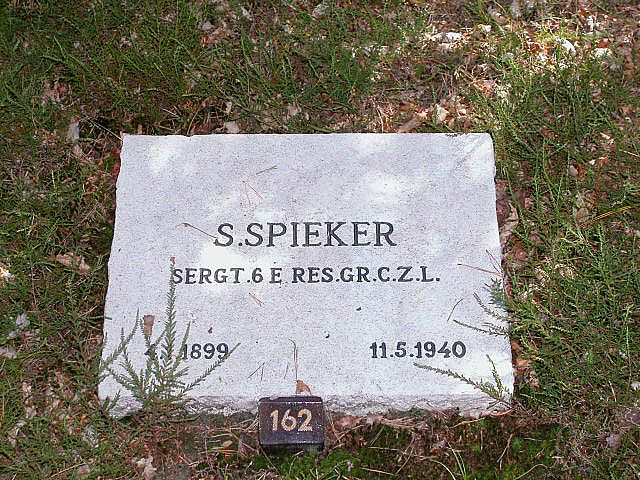 S.SPIEKER
SERGT.6 E RES.GR.C.Z.L.
1899 11.5.1940
162